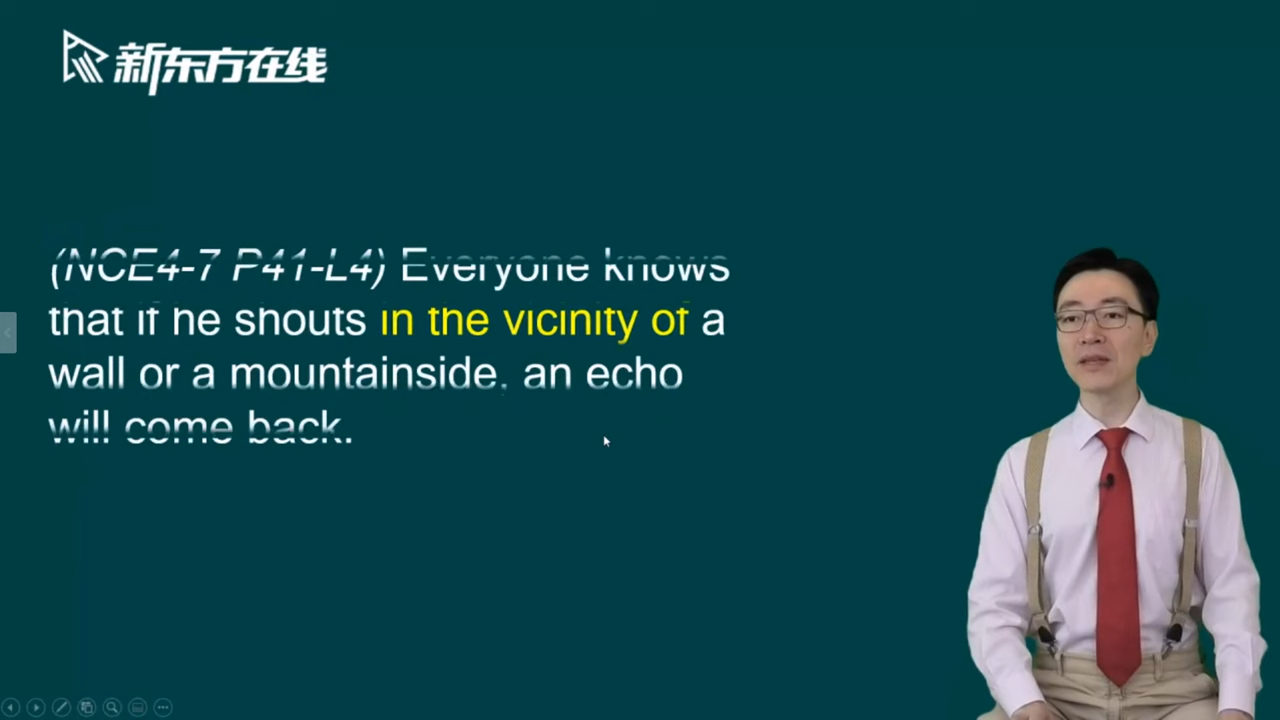 新东方在线
(NCE4-7 P41-L4) Everyone knows
that if he shouts in the vicinity of a
wall or a mountainside, an echo
will come back.